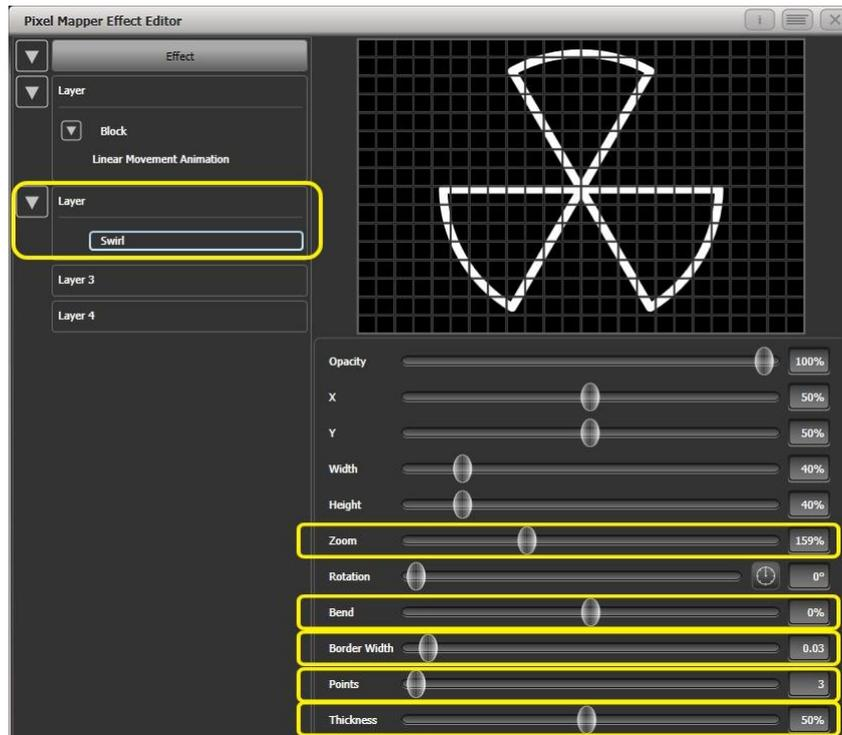 Pixel Mapper Effect Editor
i
Effect
Layer
Block
Linear Movement Animation
Layer
Swirl
Layer 3
Layer 4
Opacity 100%
X 50%
Y 50%
Width 40%
Height 40%
Zoom 159%
Rotation 0°
Bend 0%
Border Width 0.03
Points 3
Thickness 50%